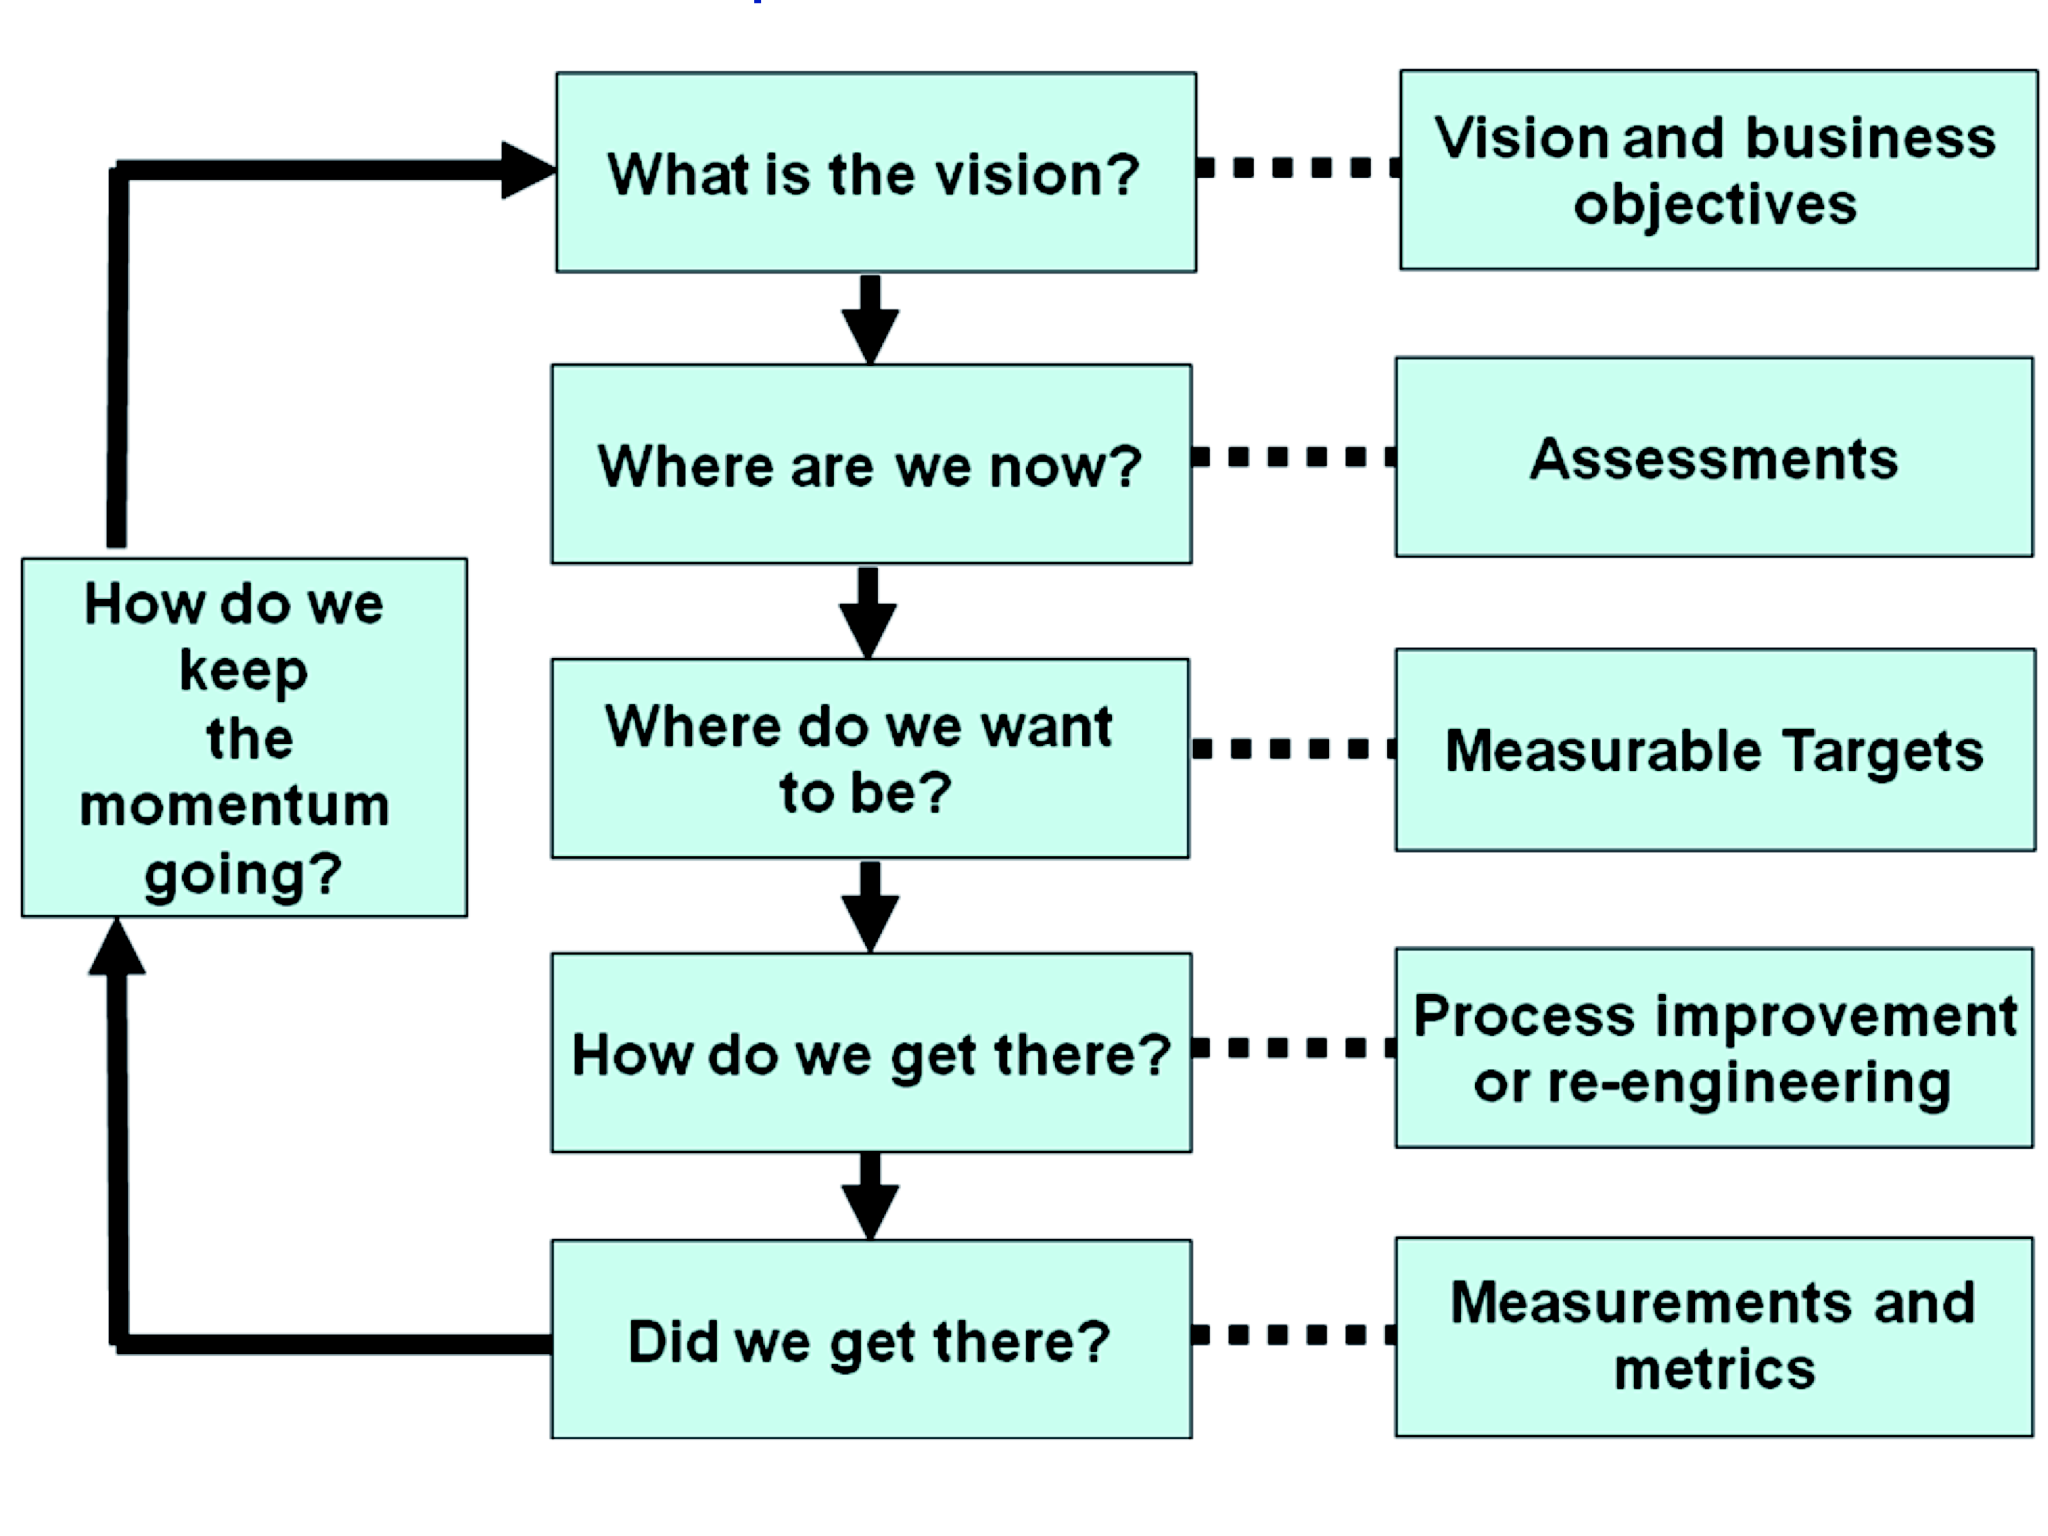 What is the vision?
Vision and business
objectives
Where are we now?
Assessments
How do we
keep
the
momentum
going?
Where do we want
to be?
Measurable Targets
How do we get there?
Process improvement
or re-engineering
Did we get there?
Measurements and
metrics